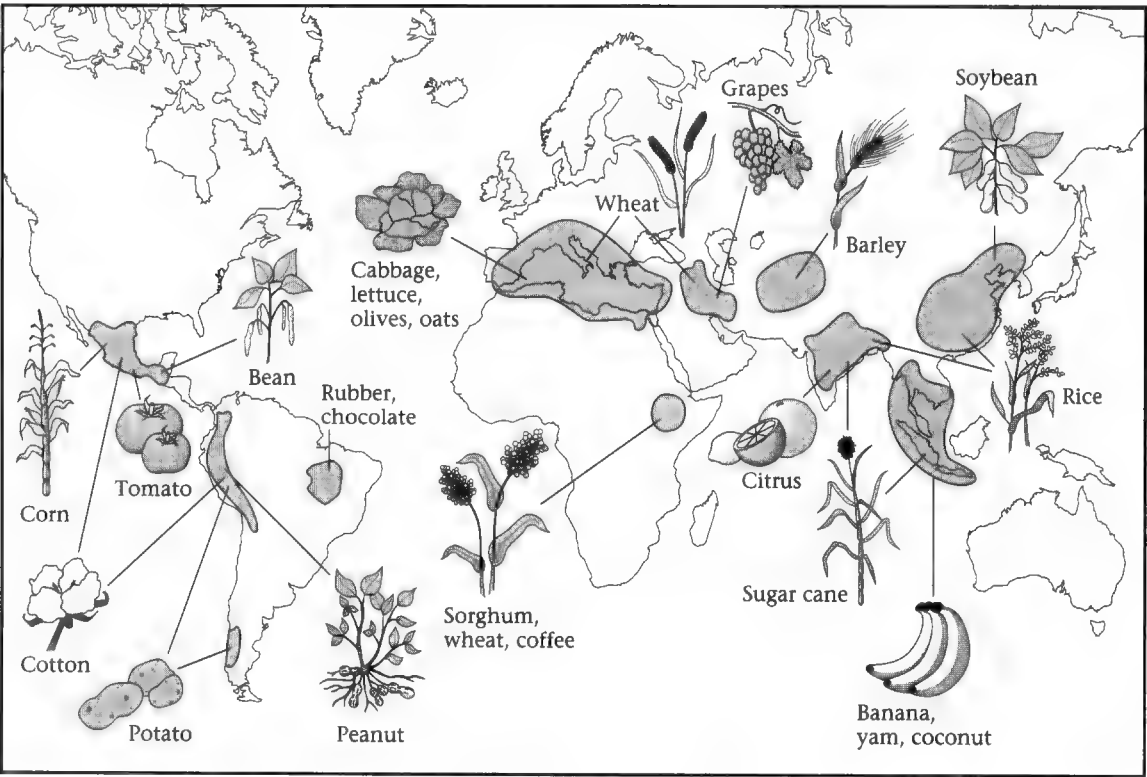 Soybean
Grapes
Wheat
Barley
Cabbage,
lettuce,
olives, oats
Bean
Rubber,
chocolate
Rice
Tomato
Citrus
Corn
Sugar cane
Sorghum,
wheat, coffee
Cotton
Potato
Peanut
Banana,
yam, coconut